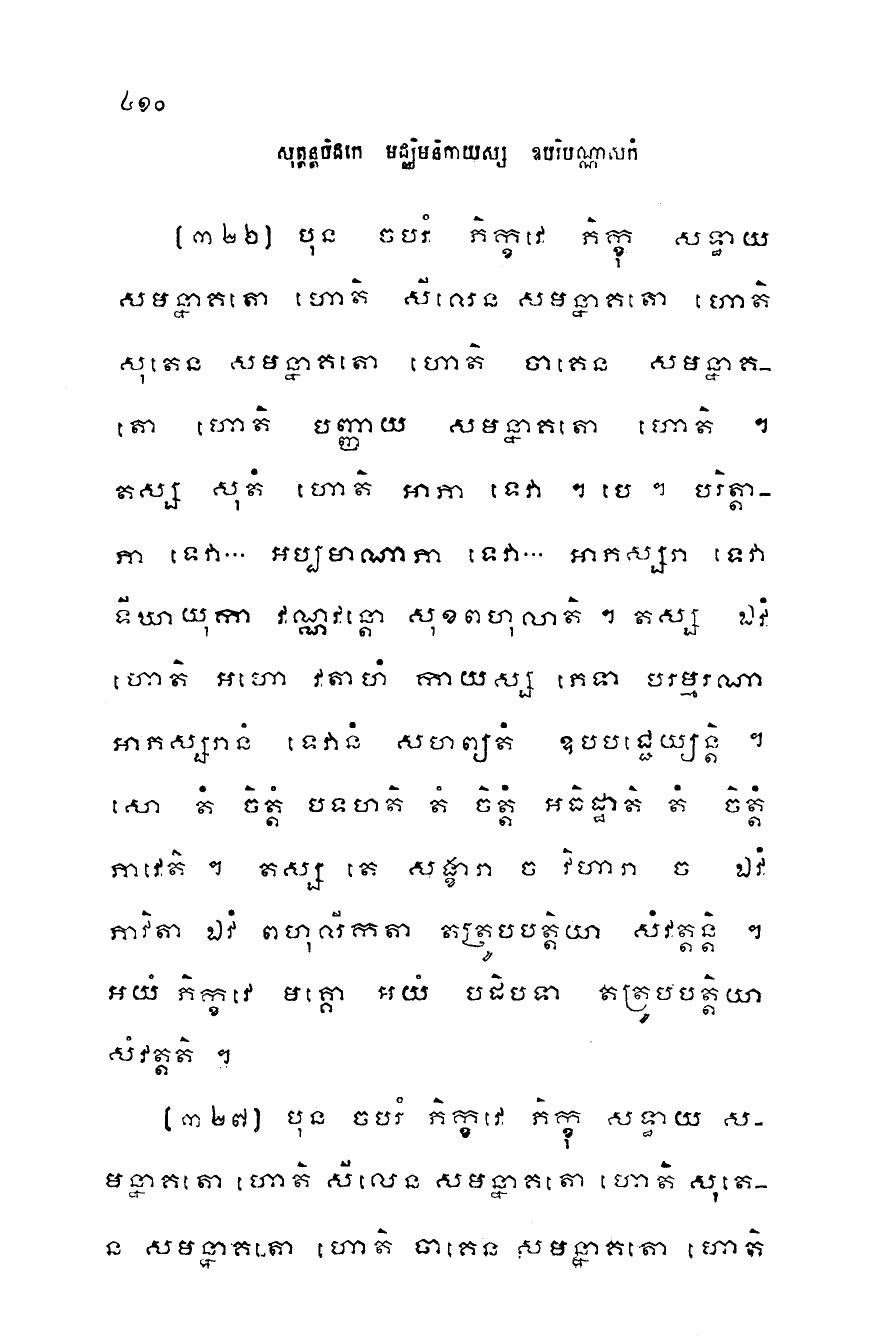 ៤១០
សុត្តន្តបិដកេ មជ្ឈិមនិកាយស្ស ឧបរិបណ្ណាសកំ
[៣២៦] បុន ចបរំ ភិក្ខវេ ភិក្ខុ សទ្ធាយ
សមន្នាគតោ ហោតិ សីលេន សមន្នាគតោ ហោតិ
សុតេន សមន្នាគតោ ហោតិ ចាគេន សមន្នាគ-
តោ ហោតិ បញ្ញាយ សមន្នាគតោ ហោតិ ។
តស្ស សុតំ ហោតិ អាភា ទេវា ។ បេ ។ បរិត្តា-
ភា ទេវា… អប្បមាណាភា ទេវា… អាភស្សរា ទេវា
ទីឃាយុកា វណ្ណវន្តោ សុខពហុលាតិ ។ តស្ស ឯវំ
ហោតិ អហោ វតាហំ កាយស្ស ភេទា បរម្មរណា
អាភស្សរានំ ទេវានំ សហព្យតំ ឧបបជ្ជេយ្យន្តិ ។
សោ តំ ចិត្តំ បទហតិ តំ ចិត្តំ អធិដ្ឋាតិ តំ ចិត្តំ
ភាវេតិ ។ តស្ស តេ សង្ខារា ច វិហារា ច ឯវំ
ភាវិតា ឯវំ ពហុលីកតា តត្រូបបត្តិយា សំវត្តន្តិ ។
អយំ ភិក្ខវេ មគ្គោ អយំ បដិបទា តត្រូបបត្តិយា
សំវត្តតិ ។
[៣២៧] បុន ចបរំ ភិក្ខវេ ភិក្ខុ សទ្ធាយ ស-
មន្នាគតោ ហោតិ សីលេន សមន្នាគតោ ហោតិ សុតេ-
ន សមន្នាគតោ ហោតិ ចាគេន សមន្នាគតោ ហោតិ